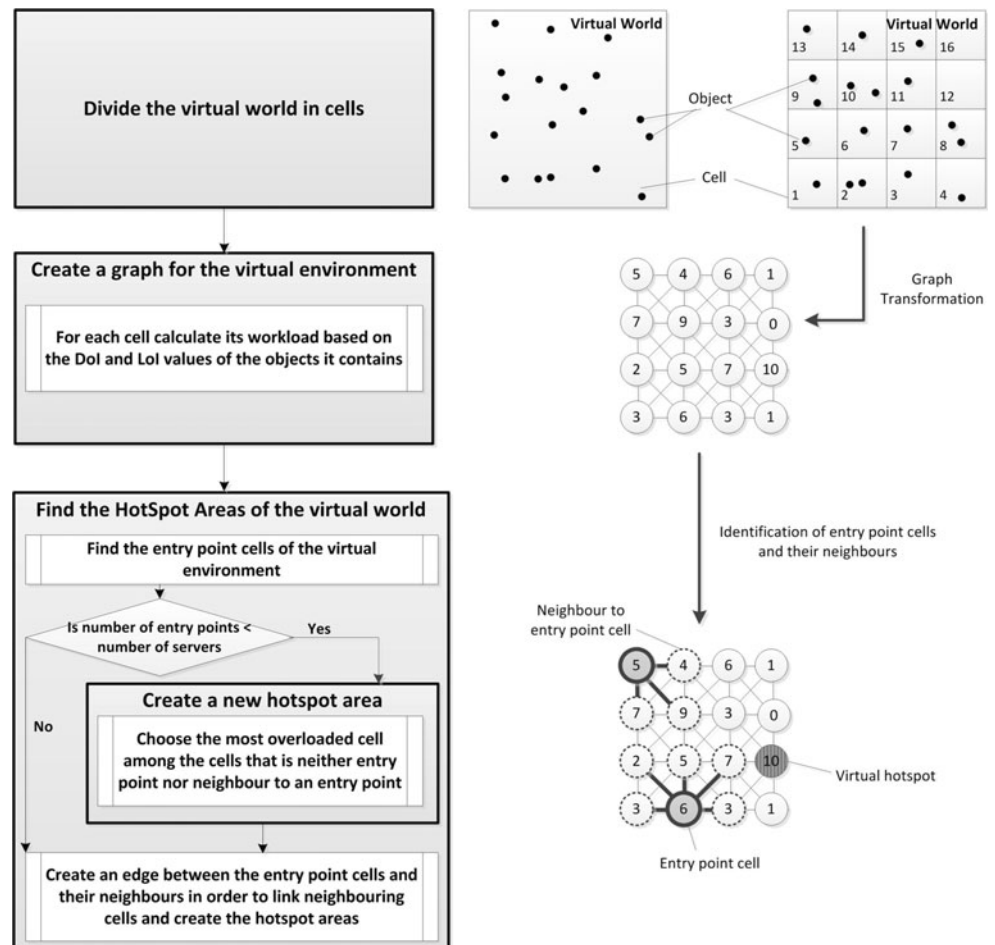 Divide the virtual world in cells
Create a graph for the virtual environment
For each cell calculate its workload based on
the DoI and LoI values of the objects it contains
Find the HotSpot Areas of the virtual world
Find the entry point cells of the virtual
environment
Is number of entry points <
number of servers
Yes
No
Create a new hotspot area
Choose the most overloaded cell
among the cells that is neither entry
point nor neighbour to an entry point
Create an edge between the entry point cells and
their neighbours in order to link neighbouring
cells and create the hotspot areas
Virtual World
Object
Cell
Virtual World
13 14 15 16
9 10 11 12
5 6 7 8
1 2 3 4
Graph
Transformation
5 4 6 1
7 9 3 0
2 5 7 10
3 6 3 1
Identification of entry point cells
and their neighbours
Neighbour to
entry point cell
5 4 6 1
7 9 3 0
2 5 7 10
3 6 3 1
Virtual hotspot
Entry point cell